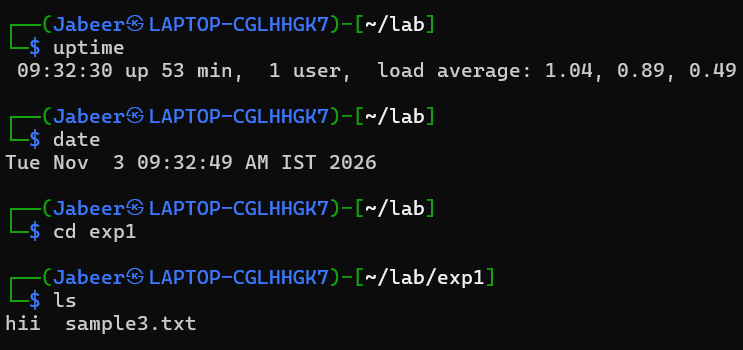 ┌──(Jabeer㉿LAPTOP-CGLHHGK7)-[~/lab]
└─$ uptime
 09:32:30 up 53 min,  1 user,  load average: 1.04, 0.89, 0.49
┌──(Jabeer㉿LAPTOP-CGLHHGK7)-[~/lab]
└─$ date
Tue Nov  3 09:32:49 AM IST 2026
┌──(Jabeer㉿LAPTOP-CGLHHGK7)-[~/lab]
└─$ cd exp1
┌──(Jabeer㉿LAPTOP-CGLHHGK7)-[~/lab/exp1]
└─$ ls
hii  sample3.txt